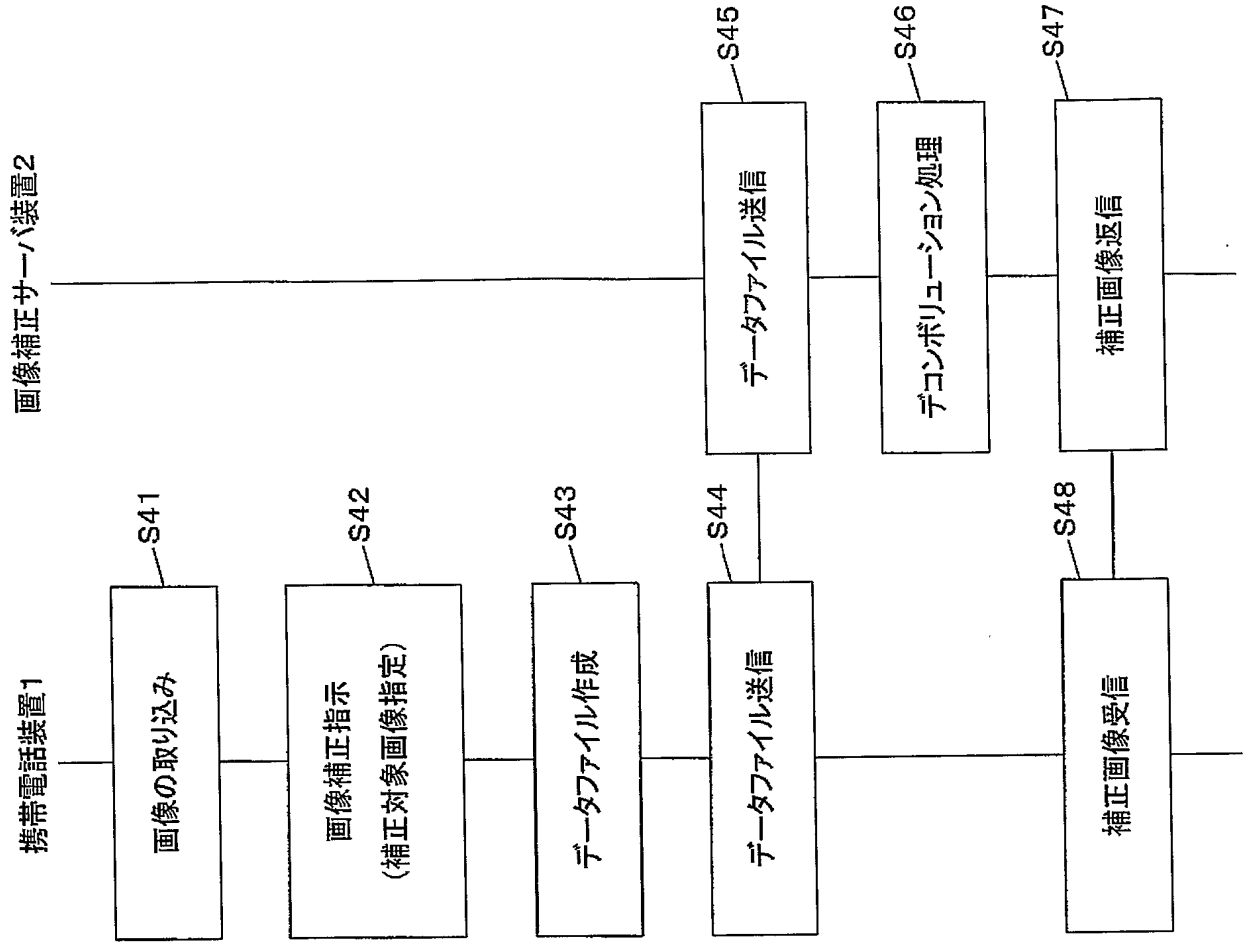 携帯電話装置1
画像補正サーバ装置2
画像の取り込み
S41
画像補正指示
(補正対象画像指定)
S42
データファイル作成
S43
データファイル送信
S44
データファイル送信
S45
デコンボリューション処理
S46
補正画像返信
S47
補正画像受信
S48